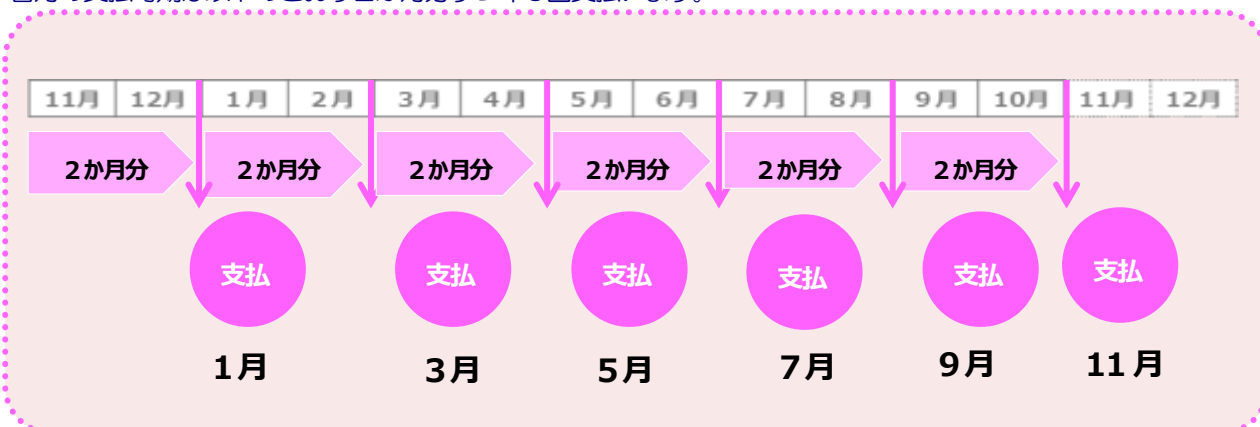 11月 12月 1月 2月 3月 4月 5月 6月 7月 8月 9月 10月 11月 12月
２か月分 ２か月分 ２か月分 ２か月分 ２か月分 ２か月分
支払 支払 支払 支払 支払 支払
1月 3月 5月 7月 9月 11月